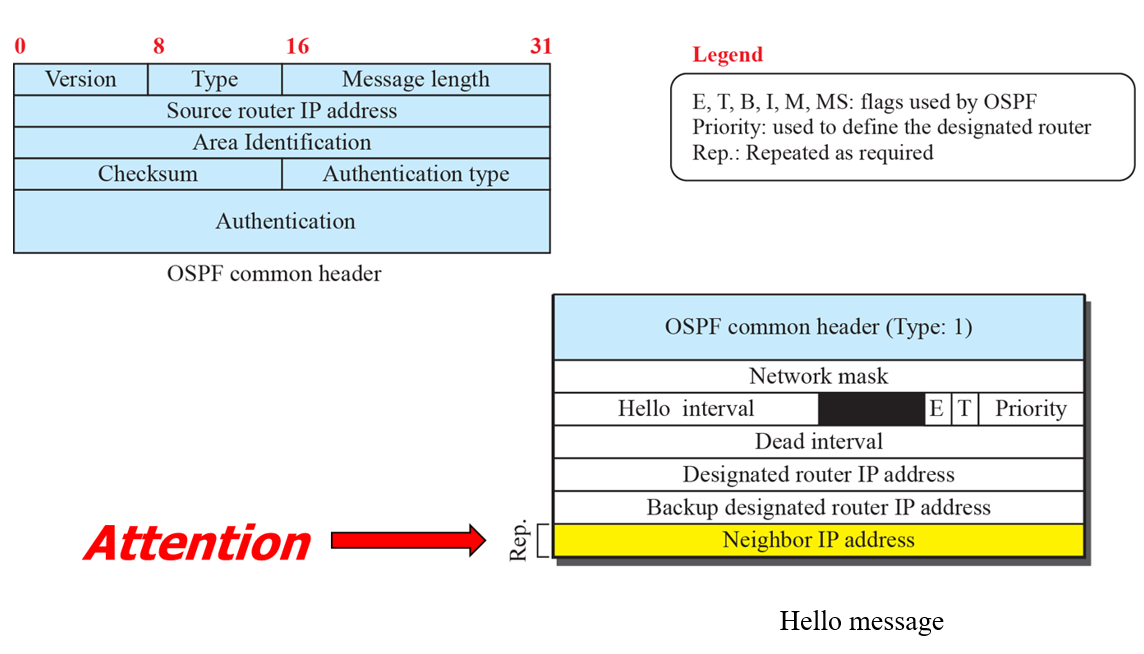 0 8 16 31
Version Type Message length
Source router IP address
Area Identification
Checksum Authentication type
Authentication
OSPF common header
Legend
E, T, B, I, M, MS: flags used by OSPF
Priority: used to define the designated router
Rep.: Repeated as required
OSPF common header (Type: 1)
Network mask
Hello interval E T Priority
Dead interval
Designated router IP address
Backup designated router IP address
Attention
Rep.
Neighbor IP address
Hello message